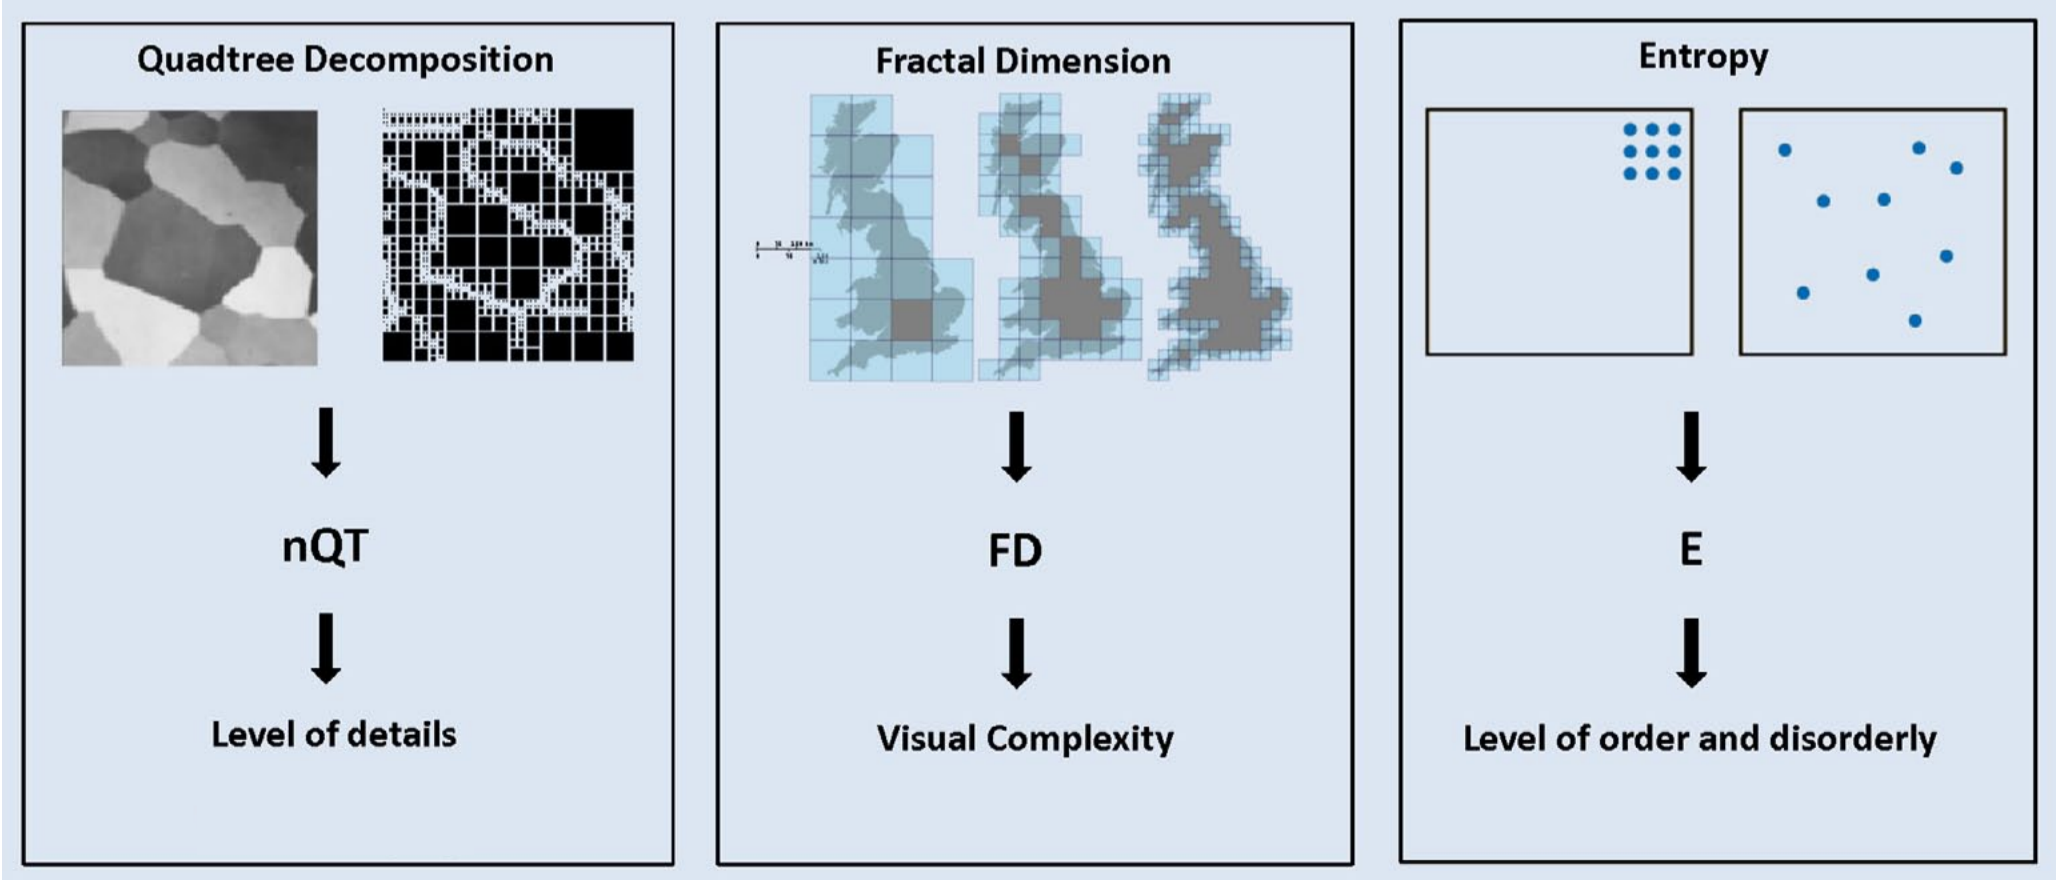 Quadtree Decomposition
nQT
Level of details
Fractal Dimension
FD
Visual Complexity
Entropy
E
Level of order and disorderly